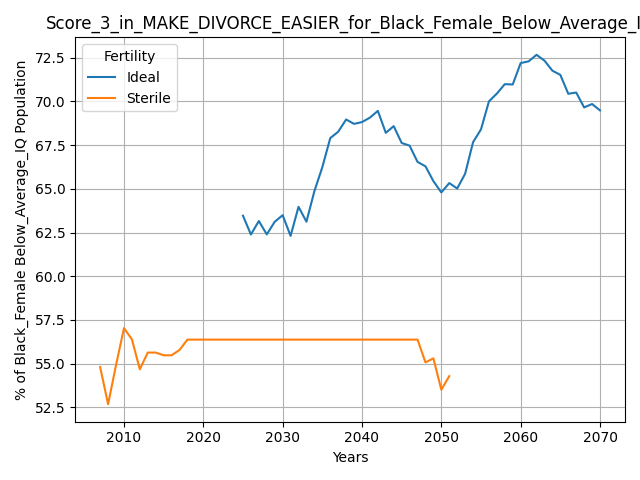 Score_3_in_MAKE_DIVORCE_EASIER_for_Black_Female_Below_Average_I
Fertility
Ideal
Sterile
% of Black_Female Below_Average_IQ Population
72.5
70.0
67.5
65.0
62.5
60.0
57.5
55.0
52.5
2010 2020 2030 2040 2050 2060 2070
Years